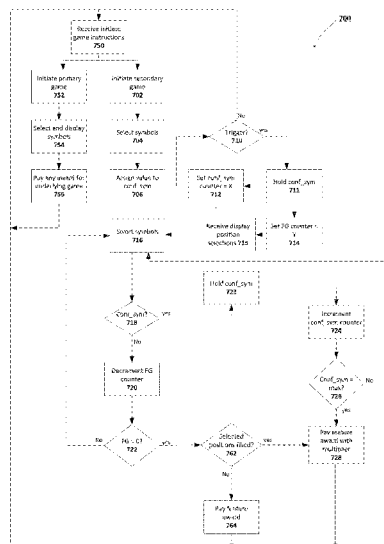 700
Receive initiate
game instructions
750
Initiate primary
game
752
Initiate secondary
game
702
Select and display
symbols
754
Select symbols
704
Trigger?
710
No
yes
Pay any award for
underlying game
755
Assign value to
conf_sym
706
Set conf_sym
counter = X
712
Hold conf_sym
711
Select symbols
716
Receive display
position
selections 715
Set FG counter =
Y
714
Hold conf_sym
722
Conf_sym?
718
yes
No
Increment
conf_sym counter
724
Decrement FG
counter
720
Conf_sym =
max?
726
No
yes
FG = 0?
722
No
yes
Selected
positions filled?
762
Yes
No
Pay feature
award with
multiplier
728
Pay feature
award
764